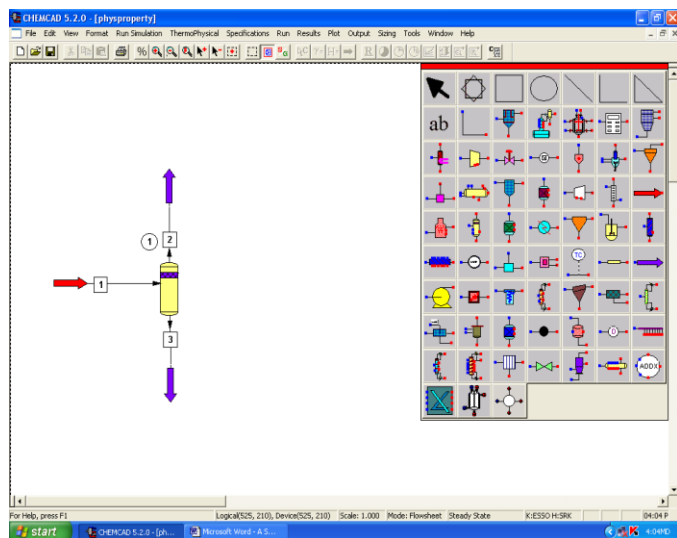 CHEMCAD 5.2.0 - [physproperty]
File Edit View Format Run Simulation ThermoPhysical Specifications Run Results Plot Output Sizing Tools Window Help
ab
TC
1 2
1
3
D
ADDX
X
For Help, press F1 Logical(525, 210), Device(525, 210) Scale: 1.000 Mode: Flowsheet Steady State K:ESSO H:SRK 04:04 P
start CHEMCAD 5.2.0 - [ph... Microsoft Word - A S... 4:04MD